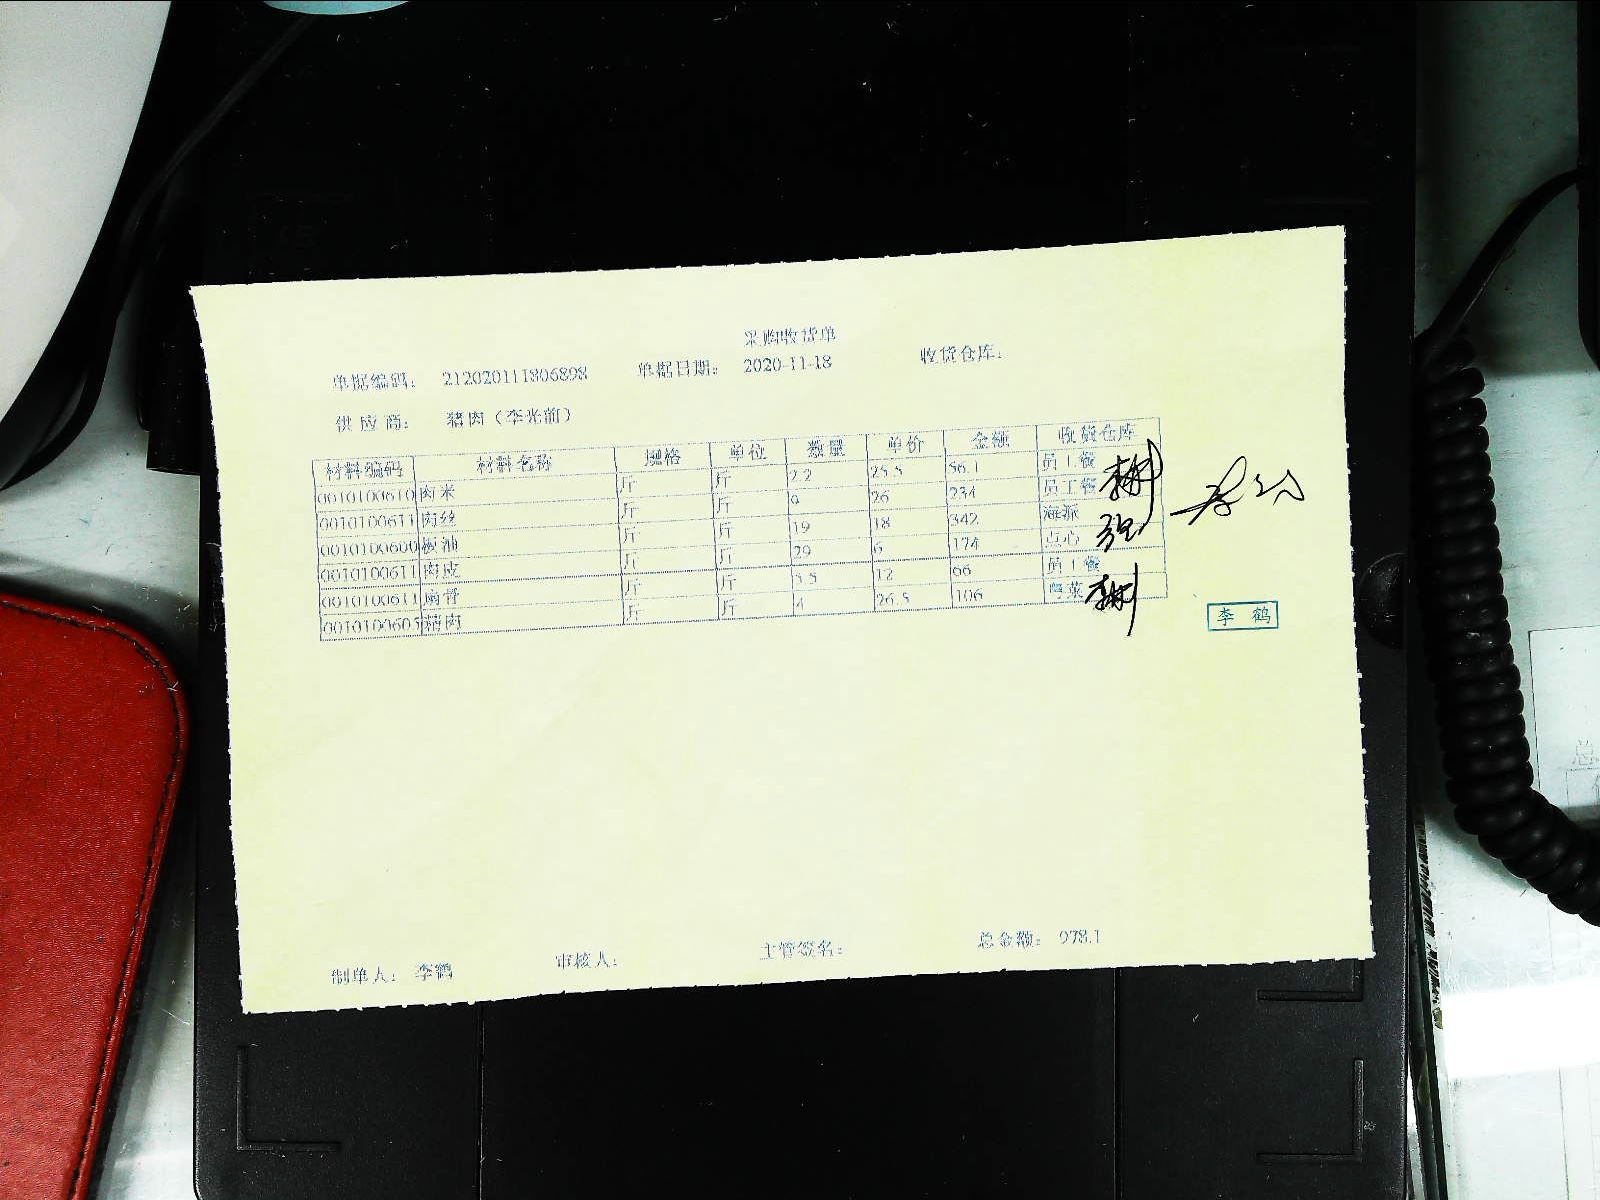 采购收货单
单据编码： 212020111806898 单据日期： 2020-11-18 收货仓库：
供应商： 猪肉（李光前）
材料编码 材料名称 规格 单位 数量 单价 金额 收货仓库
0010100610 肉米 斤 斤 2.2 25.5 56.1 员工餐
0010100611 肉丝 斤 斤 9 26 234 员工餐
0010100600 板油 斤 斤 19 18 342 海派
0010100611 肉皮 斤 斤 29 6 174 点心
0010100611 扇骨 斤 斤 5.5 12 66 员工餐
0010100605 精肉 斤 斤 4 26.5 106 粤菜
李鹤
制单人： 李鹤 审核人： 主管签名： 总金额： 978.1